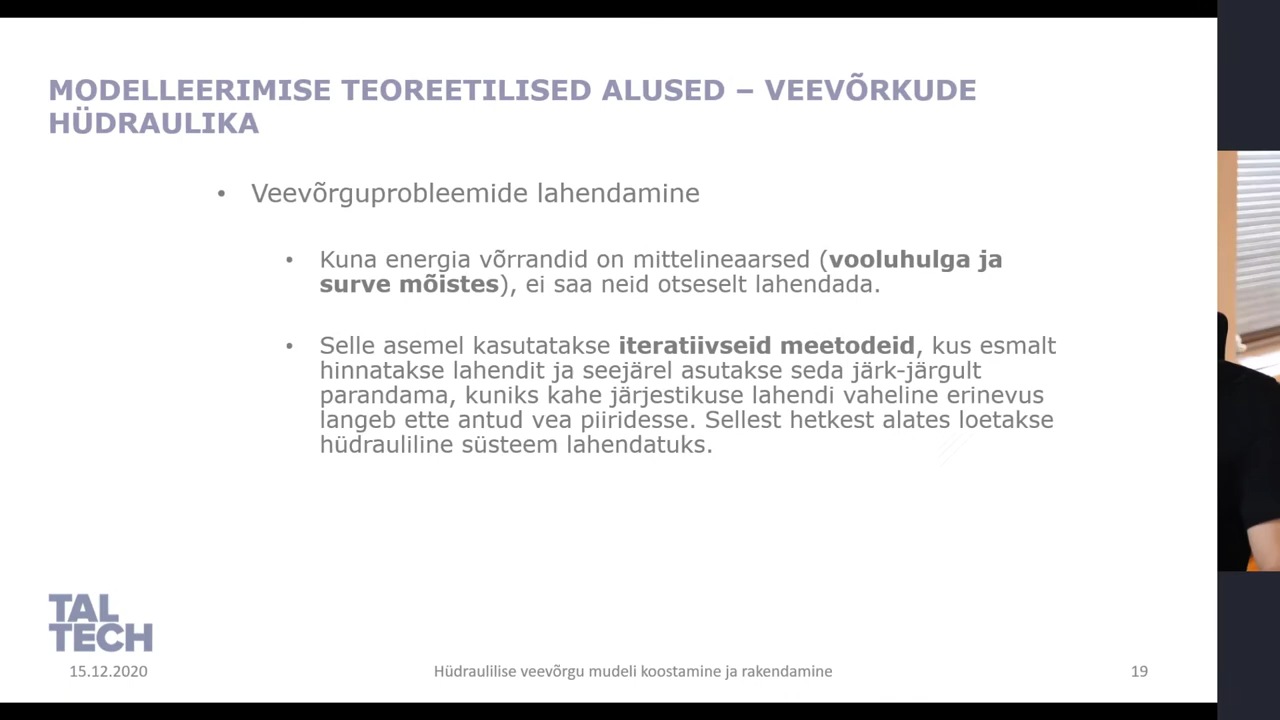 MODELLEERIMISE TEOREETILISED ALUSED – VEEVÕRKUDE
HÜDRAULIKA
• Veevõrguprobleemide lahendamine
• Kuna energia võrrandid on mittelineaarsed (vooluhulga ja
surve mõistes), ei saa neid otseselt lahendada.
• Selle asemel kasutatakse iteratiivseid meetodeid, kus esmalt
hinnatakse lahendit ja seejärel asutakse seda järk-järgult
parandama, kuniks kahe järjestikuse lahendi vaheline erinevus
langeb ette antud vea piiridesse. Sellest hetkest alates loetakse
hüdrauliline süsteem lahendatuks.
TAL
TECH
15.12.2020 Hüdraulilise veevõrgu mudeli koostamine ja rakendamine 19